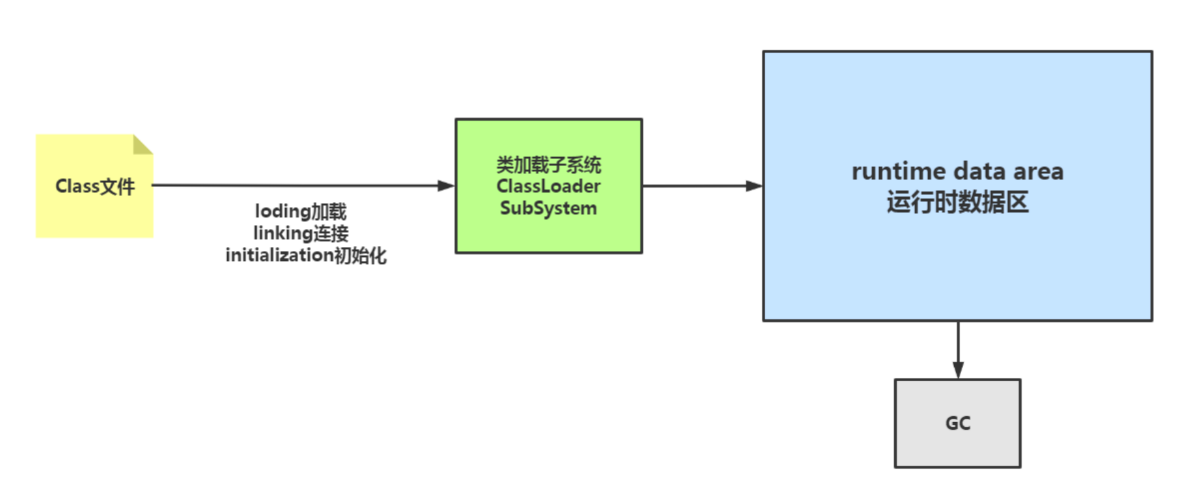 Class文件
loding加载
linking连接
initialization初始化
类加载子系统
ClassLoader
SubSystem
runtime data area
运行时数据区
GC